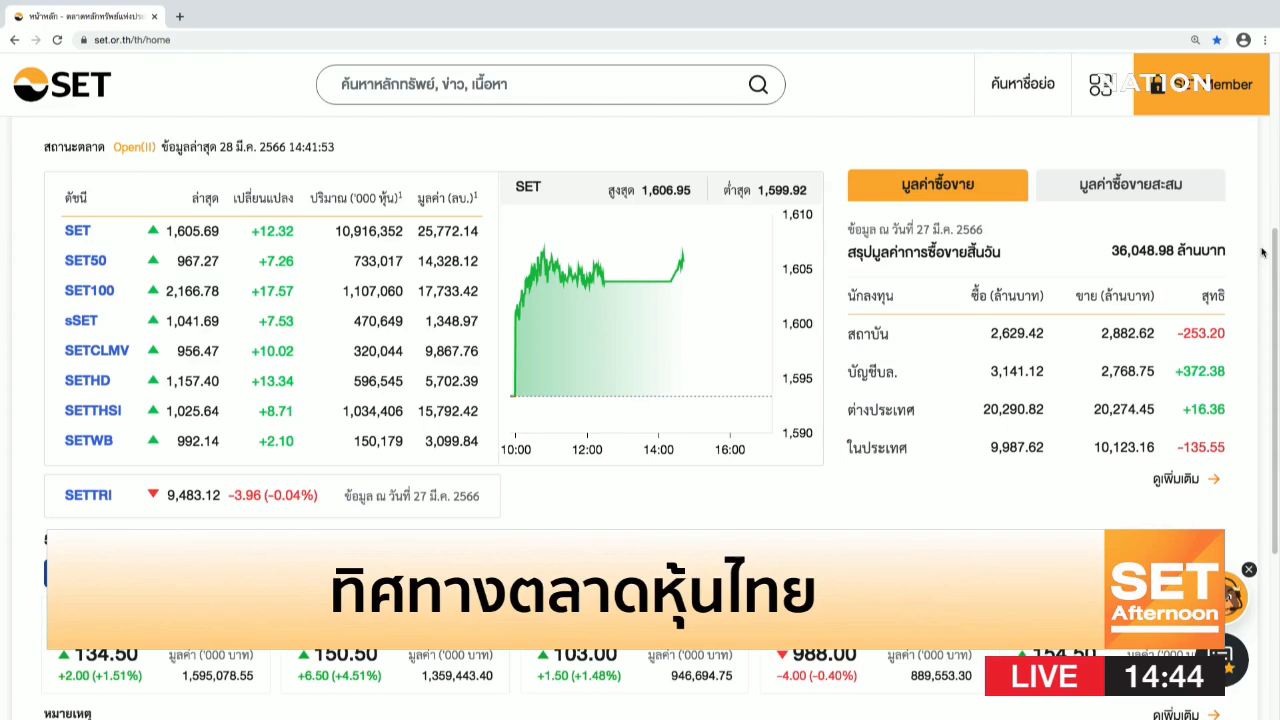 หน้าหลัก - ตลาดหลักทรัพย์แห่งประ
set.or.th/th/home
SET
ค้นหาหลักทรัพย์, ข่าว, เนื้อหา
ค้นหาชื่อย่อ
NATION
SET Member
สถานะตลาด Open(II) ข้อมูลล่าสุด 28 มี.ค. 2566 14:41:53
ดัชนี ล่าสุด เปลี่ยนแปลง ปริมาณ ('000 หุ้น)¹ มูลค่า (ลบ.)¹
SET 1,605.69 +12.32 10,916,352 25,772.14
SET50 967.27 +7.26 733,017 14,328.12
SET100 2,166.78 +17.57 1,107,060 17,733.42
sSET 1,041.69 +7.53 470,649 1,348.97
SETCLMV 956.47 +10.02 320,044 9,867.76
SETHD 1,157.40 +13.34 596,545 5,702.39
SETTHSI 1,025.64 +8.71 1,034,406 15,792.42
SETWB 992.14 +2.10 150,179 3,099.84
SETTRI 9,483.12 -3.96 (-0.04%) ข้อมูล ณ วันที่ 27 มี.ค. 2566
SET สูงสุด 1,606.95 ต่ำสุด 1,599.92
1,610
1,605
1,600
1,595
1,590
10:00 12:00 14:00 16:00
มูลค่าซื้อขาย มูลค่าซื้อขายสะสม
ข้อมูล ณ วันที่ 27 มี.ค. 2566
สรุปมูลค่าการซื้อขายสิ้นวัน 36,048.98 ล้านบาท
นักลงทุน ซื้อ (ล้านบาท) ขาย (ล้านบาท) สุทธิ
สถาบัน 2,629.42 2,882.62 -253.20
บัญชีบล. 3,141.12 2,768.75 +372.38
ต่างประเทศ 20,290.82 20,274.45 +16.36
ในประเทศ 9,987.62 10,123.16 -135.55
ดูเพิ่มเติม
ทิศทางตลาดหุ้นไทย
SET
Afternoon
134.50 มูลค่า ('000 บาท) 150.50 มูลค่า ('000 บาท) 103.00 มูลค่า ('000 บาท) 988.00 มูลค่า ('000 บาท) 154.50
+2.00 (+1.51%) 1,595,078.55 +6.50 (+4.51%) 1,359,443.40 +1.50 (+1.48%) 946,694.75 -4.00 (-0.40%) 889,553.30
LIVE 14:44
หมายเหตุ ดูเพิ่มเติม